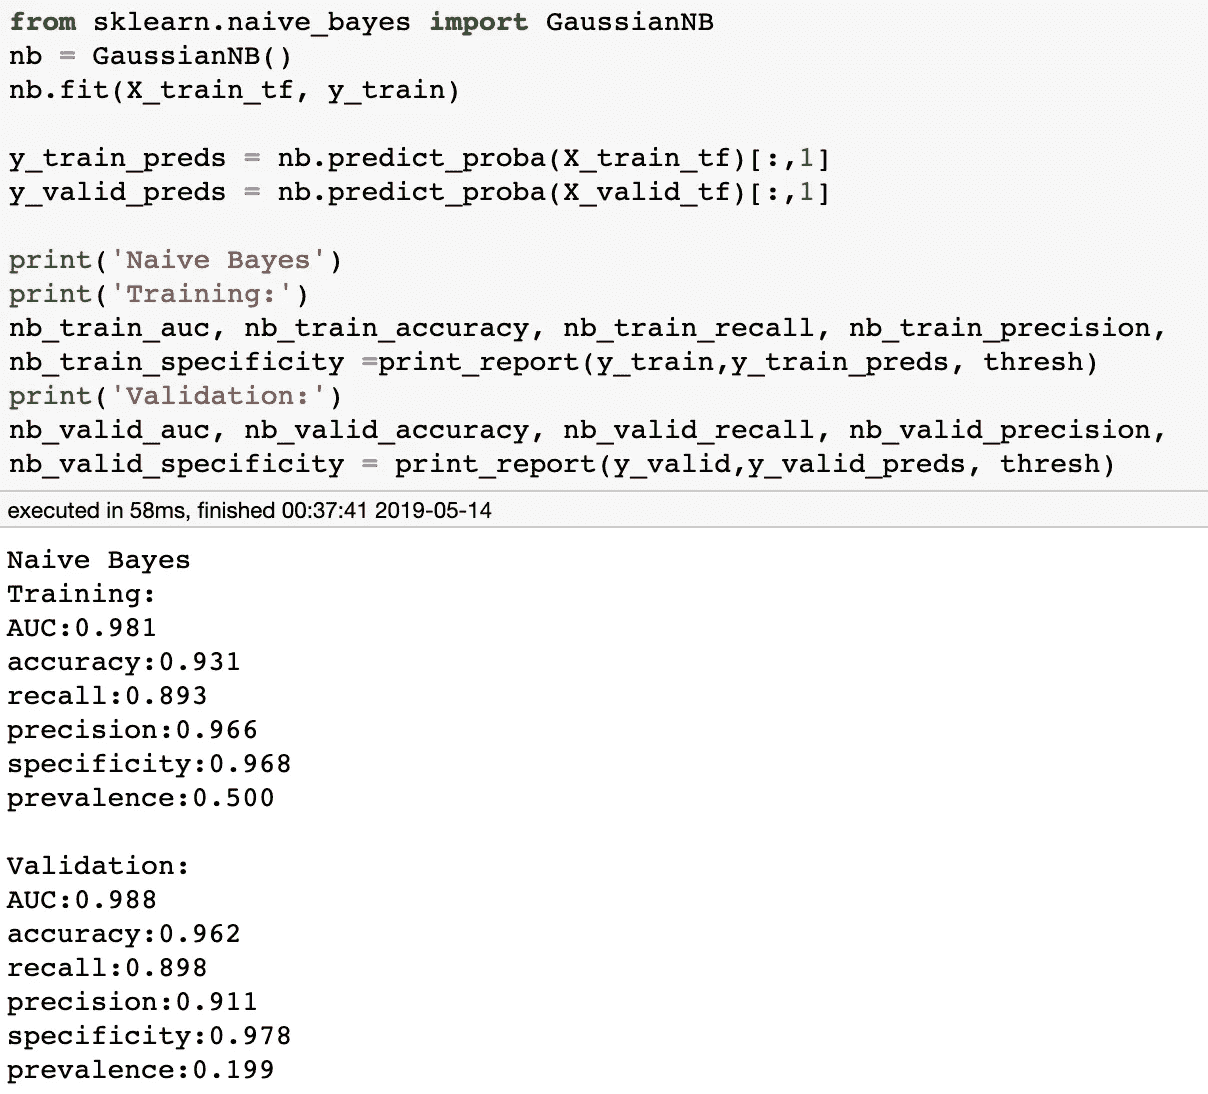 from sklearn.naive_bayes import GaussianNB
nb = GaussianNB()
nb.fit(X_train_tf, y_train)
y_train_preds = nb.predict_proba(X_train_tf)[:,1]
y_valid_preds = nb.predict_proba(X_valid_tf)[:,1]
print('Naive Bayes')
print('Training:')
nb_train_auc, nb_train_accuracy, nb_train_recall, nb_train_precision,
nb_train_specificity =print_report(y_train,y_train_preds, thresh)
print('Validation:')
nb_valid_auc, nb_valid_accuracy, nb_valid_recall, nb_valid_precision,
nb_valid_specificity = print_report(y_valid,y_valid_preds, thresh)
executed in 58ms, finished 00:37:41 2019-05-14
Naive Bayes
Training:
AUC:0.981
accuracy:0.931
recall:0.893
precision:0.966
specificity:0.968
prevalence:0.500
Validation:
AUC:0.988
accuracy:0.962
recall:0.898
precision:0.911
specificity:0.978
prevalence:0.199